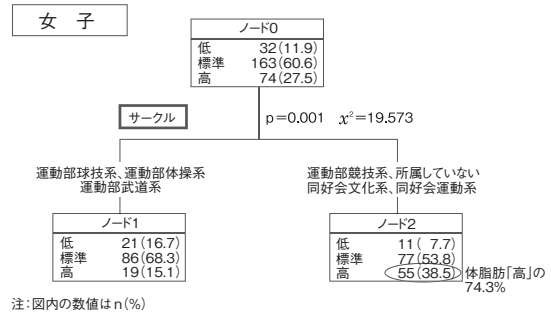 女 子
ノード0
低 32(11.9)
標準 163(60.6)
高 74(27.5)
サークル
p=0.001 x²=19.573
運動部球技系、運動部体操系
運動部武道系
運動部競技系、所属していない
同好会文化系、同好会運動系
ノード1
低 21(16.7)
標準 86(68.3)
高 19(15.1)
ノード2
低 11( 7.7)
標準 77(53.8)
高 55(38.5)
体脂肪「高」の
74.3%
注:図内の数値はn(%)